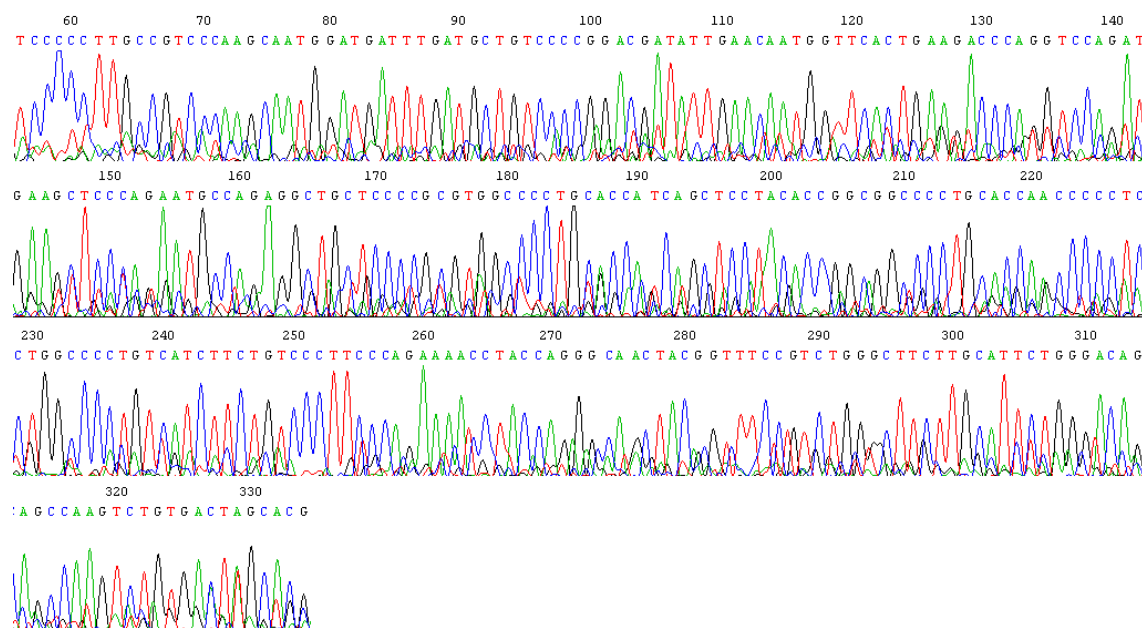 60 70 80 90 100 110 120 130 140
TCCCCCTTGCCGTCCCAAGCAATGGATGATTTGATGCTGTCCCCGGACGATATTGAACAATGGTTCACTGAAGACCCAGGTCCAGAT
150 160 170 180 190 200 210 220
GAAGCTCCCAGAATGCCAGAGGCTGCTCCCCGCGTGGCCCCTGCACCATCAGCTCCTACACCGGCGGCCCCTGCACCAACCCCCTC
230 240 250 260 270 280 290 300 310
CTGGCCCCTGTCATCTTCTGTCCCTTCCCAGAAAACCTACCAGGGCAACTACGGTTTCCGTCTGGGCTTCTTGCATTCTGGGACAG
320 330
CAGCCAAGTCTGTGACTAGCACG